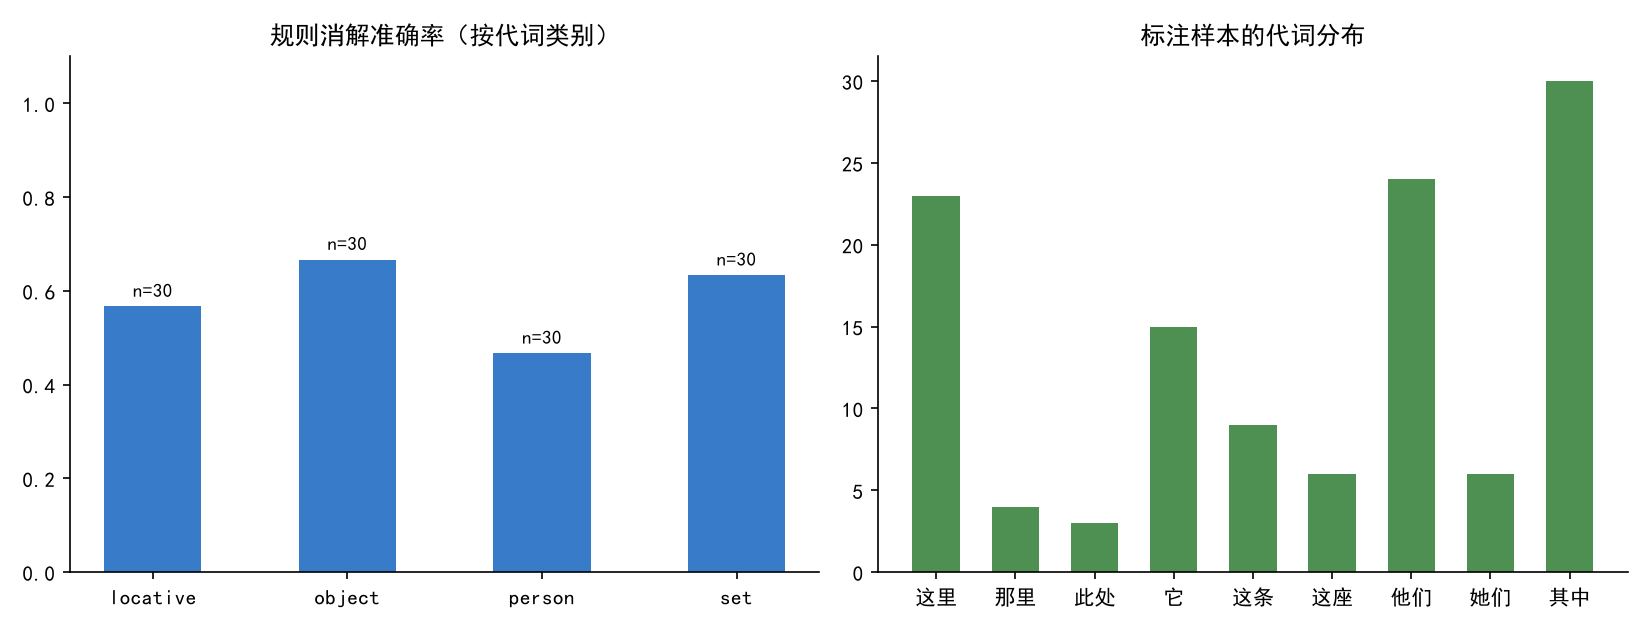 规则消解准确率（按代词类别）
1.0
0.8
0.6
0.4
0.2
0.0
n=30
n=30
n=30
n=30
locative
object
person
set
标注样本的代词分布
30
25
20
15
10
5
0
这里
那里
此处
它
这条
这座
他们
她们
其中